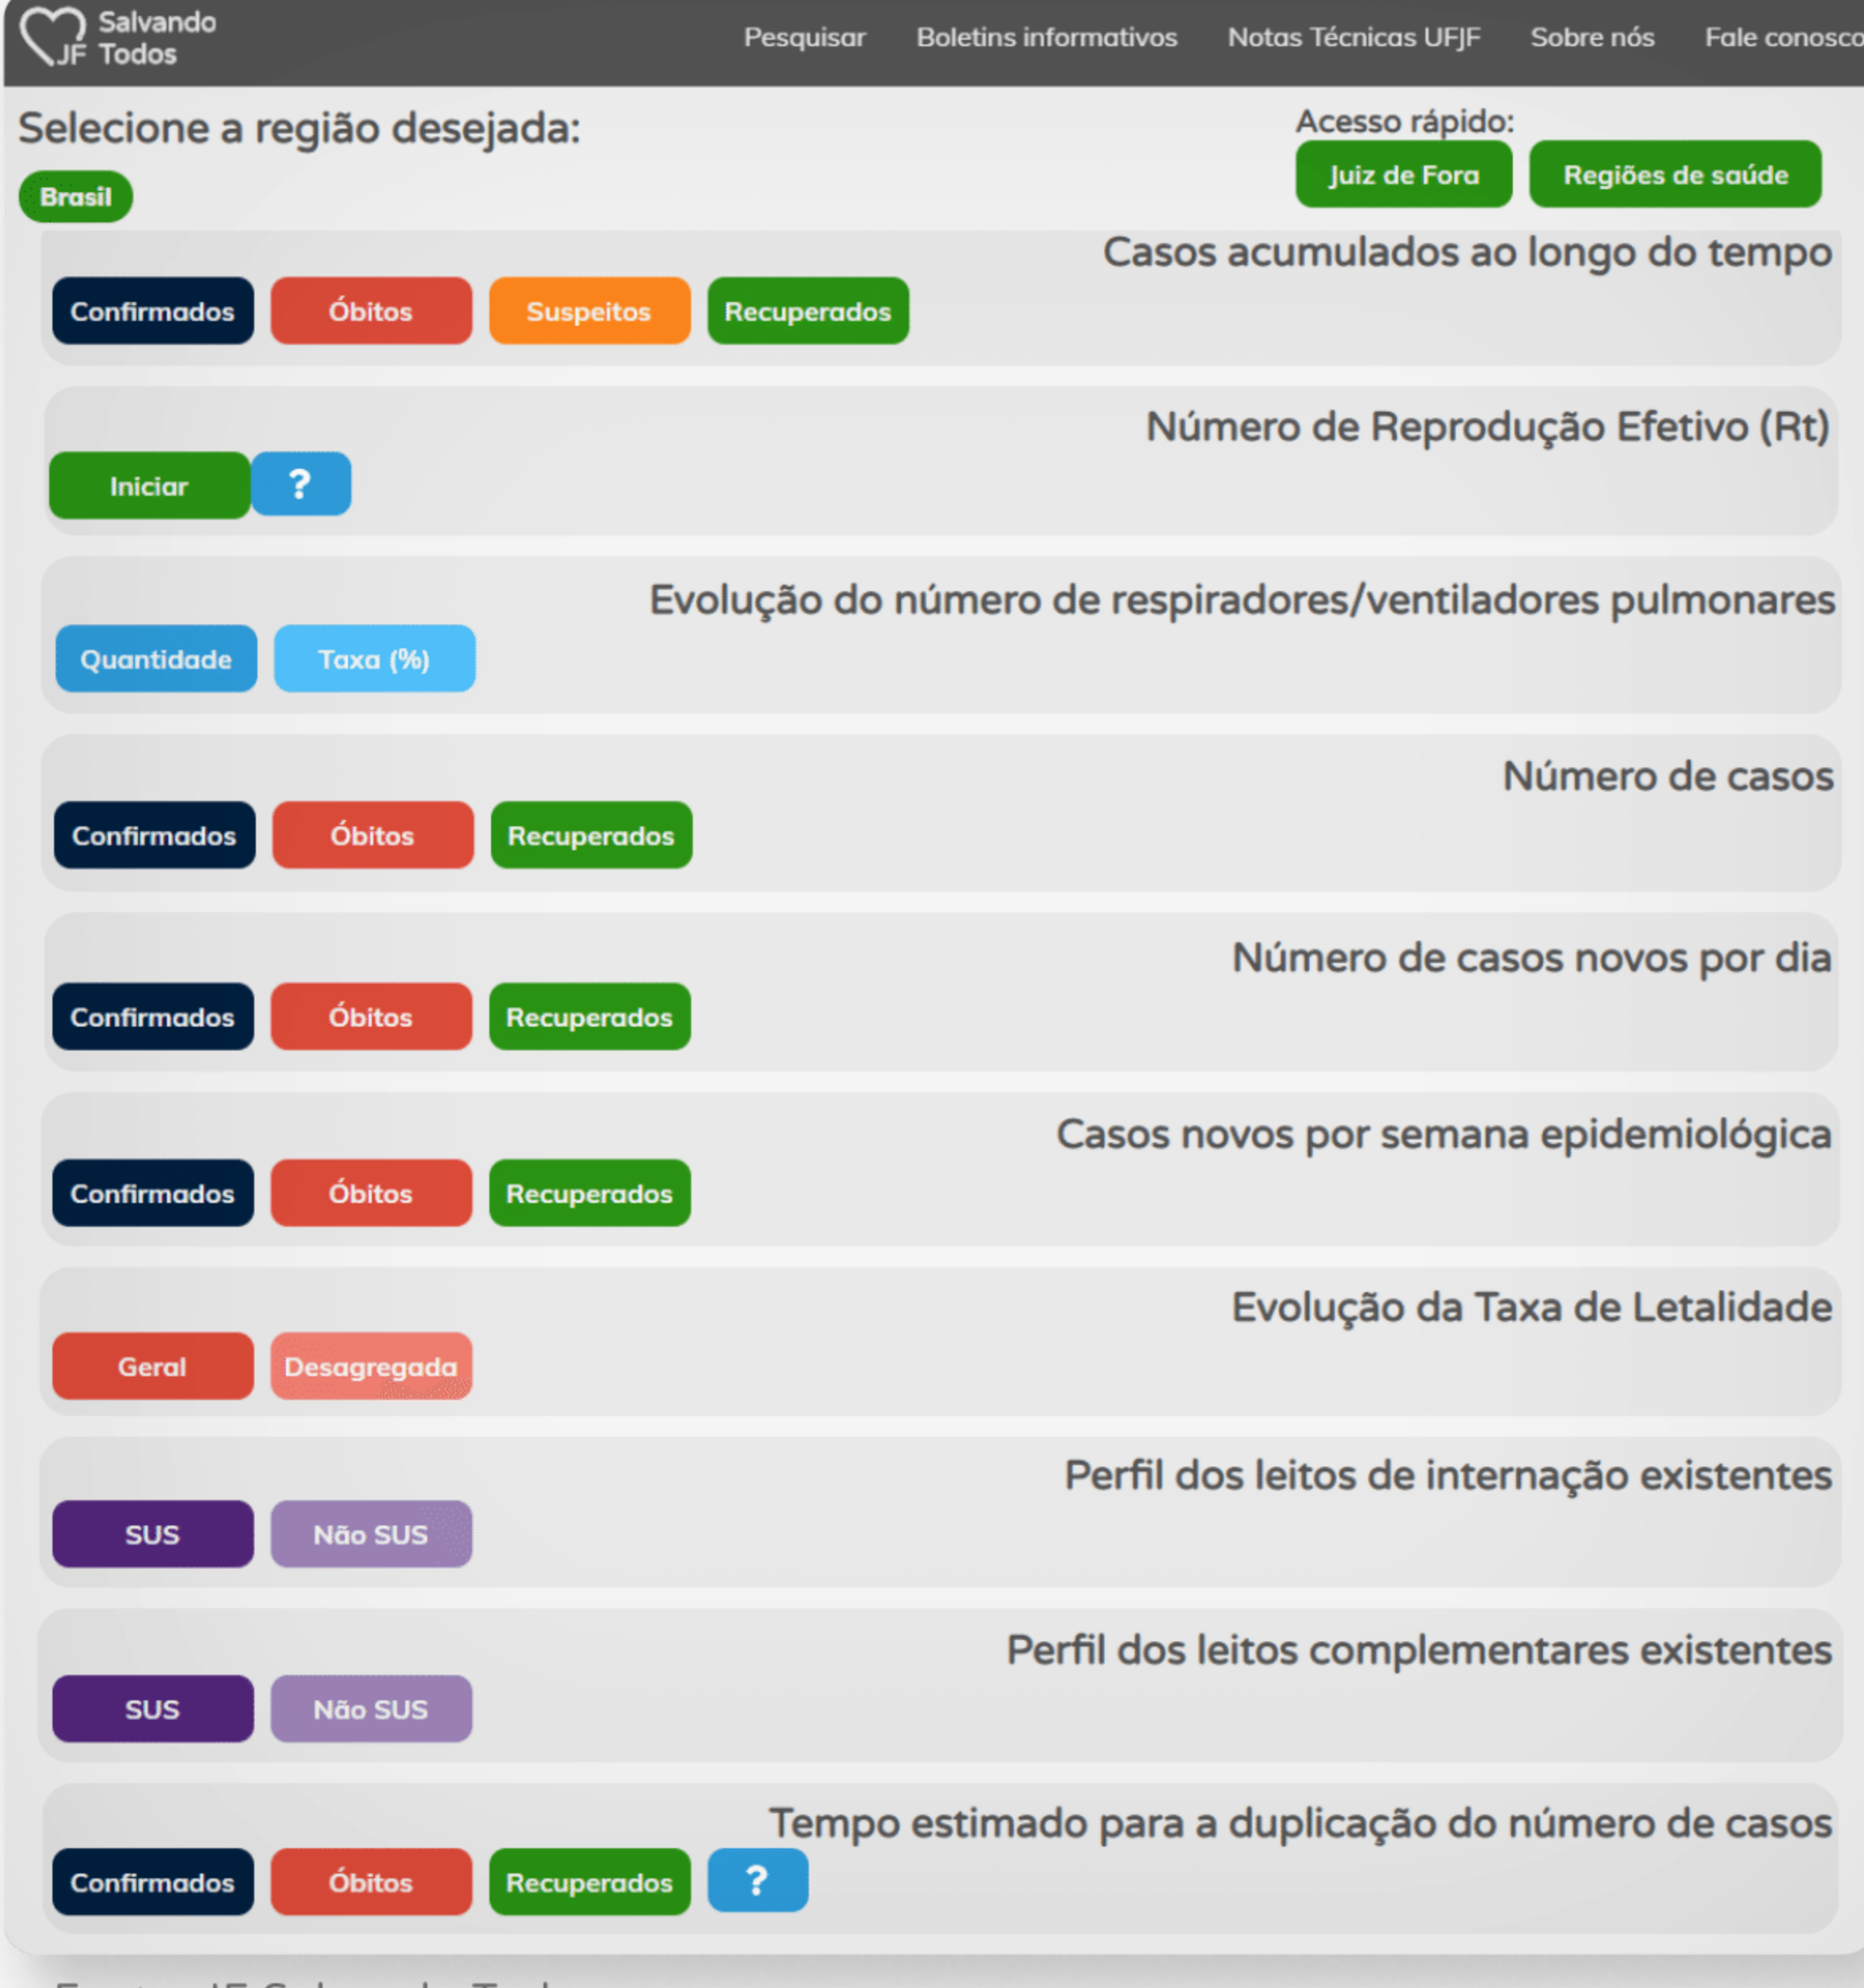 Salvando
JF Todos
Pesquisar Boletins informativos Notas Técnicas UFJF Sobre nós Fale conosco
Selecione a região desejada:
Acesso rápido:
Juiz de Fora Regiões de saúde
Brasil
Casos acumulados ao longo do tempo
Confirmados Óbitos Suspeitos Recuperados
Número de Reprodução Efetivo (Rt)
Iniciar ?
Evolução do número de respiradores/ventiladores pulmonares
Quantidade Taxa (%)
Número de casos
Confirmados Óbitos Recuperados
Número de casos novos por dia
Confirmados Óbitos Recuperados
Casos novos por semana epidemiológica
Confirmados Óbitos Recuperados
Evolução da Taxa de Letalidade
Geral Desagregada
Perfil dos leitos de internação existentes
SUS Não SUS
Perfil dos leitos complementares existentes
SUS Não SUS
Tempo estimado para a duplicação do número de casos
Confirmados Óbitos Recuperados ?